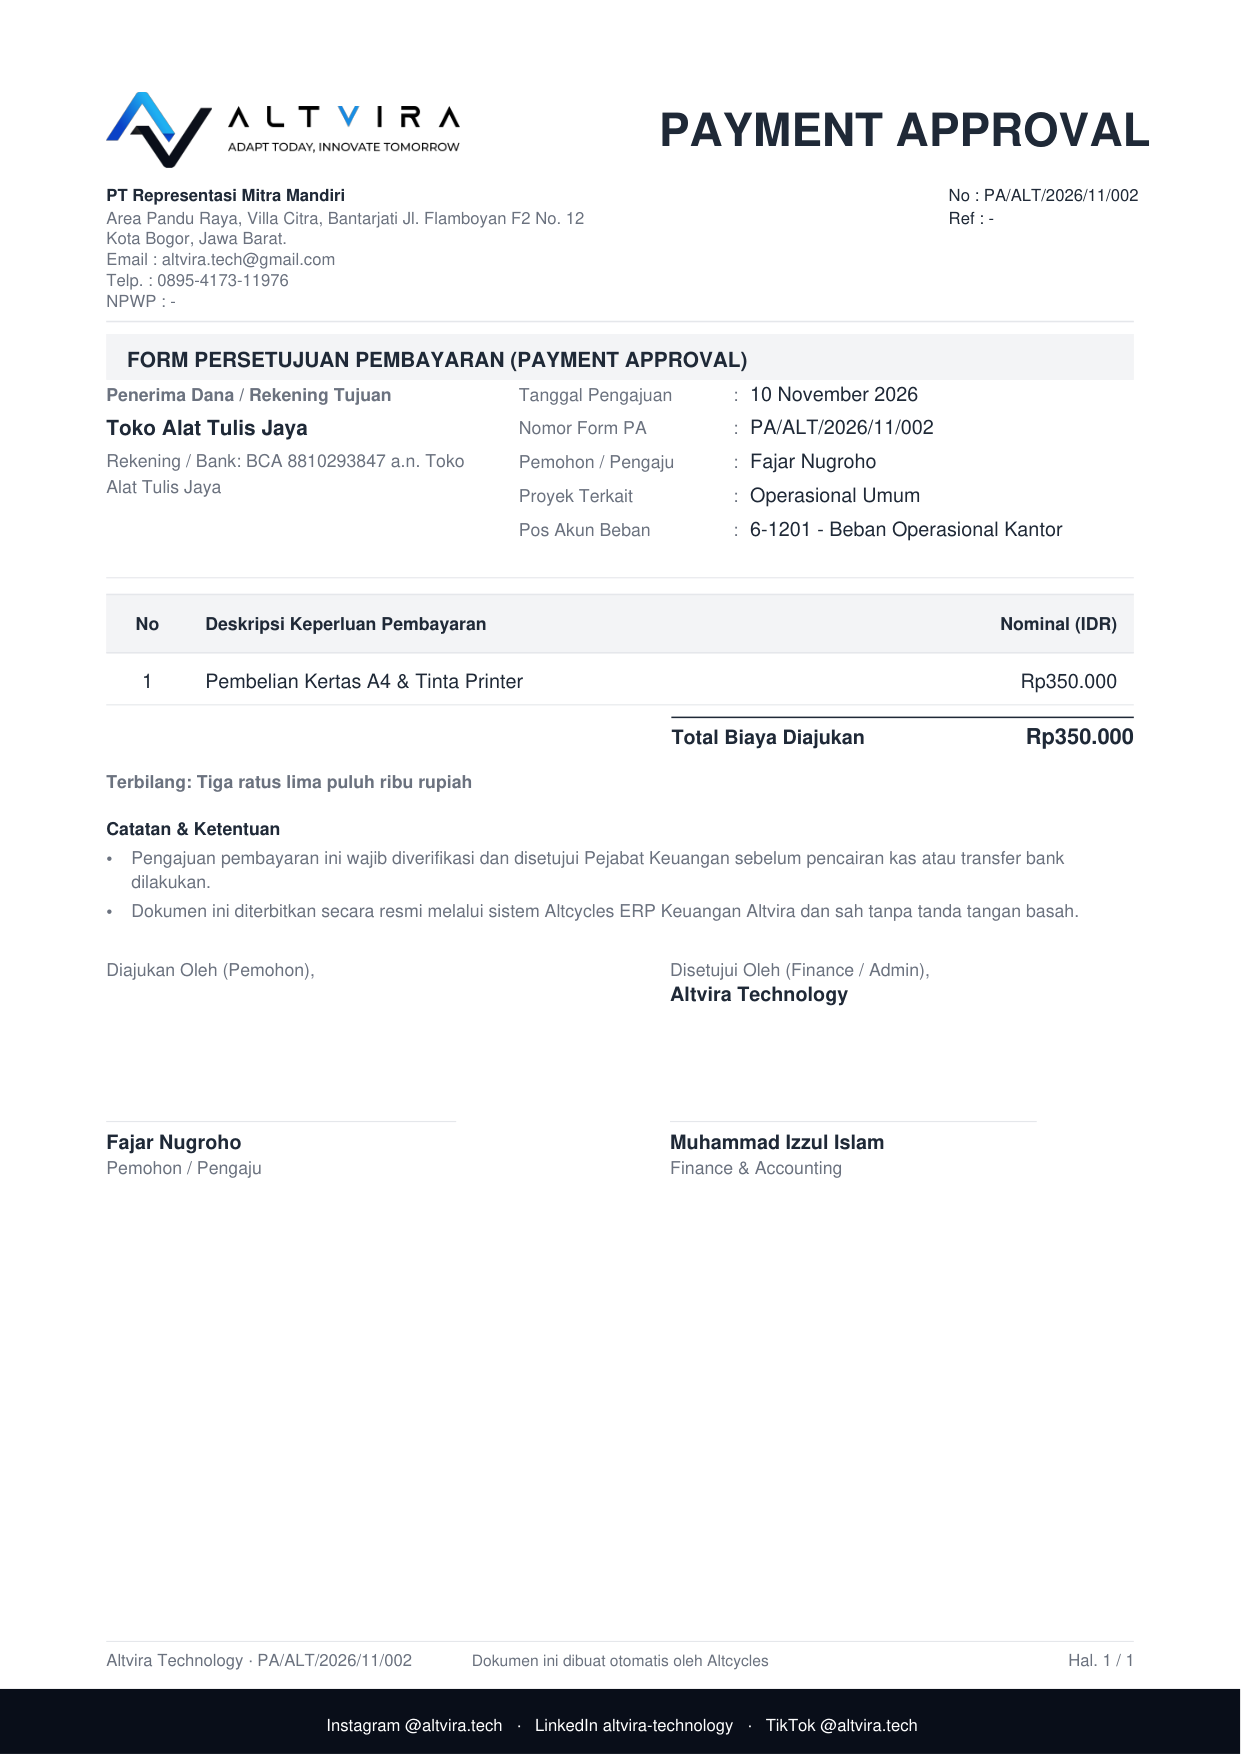 ALTVIRA
ADAPT TODAY, INNOVATE TOMORROW
PAYMENT APPROVAL
PT Representasi Mitra Mandiri
Area Pandu Raya, Villa Citra, Bantarjati Jl. Flamboyan F2 No. 12
Kota Bogor, Jawa Barat.
Email : altvira.tech@gmail.com
Telp. : 0895-4173-11976
NPWP : -
No : PA/ALT/2026/11/002
Ref : -
FORM PERSETUJUAN PEMBAYARAN (PAYMENT APPROVAL)
Penerima Dana / Rekening Tujuan
Toko Alat Tulis Jaya
Rekening / Bank: BCA 8810293847 a.n. Toko
Alat Tulis Jaya
Tanggal Pengajuan : 10 November 2026
Nomor Form PA : PA/ALT/2026/11/002
Pemohon / Pengaju : Fajar Nugroho
Proyek Terkait : Operasional Umum
Pos Akun Beban : 6-1201 - Beban Operasional Kantor
No Deskripsi Keperluan Pembayaran Nominal (IDR)
1 Pembelian Kertas A4 & Tinta Printer Rp350.000
Total Biaya Diajukan Rp350.000
Terbilang: Tiga ratus lima puluh ribu rupiah
Catatan & Ketentuan
• Pengajuan pembayaran ini wajib diverifikasi dan disetujui Pejabat Keuangan sebelum pencairan kas atau transfer bank
dilakukan.
• Dokumen ini diterbitkan secara resmi melalui sistem Altcycles ERP Keuangan Altvira dan sah tanpa tanda tangan basah.
Diajukan Oleh (Pemohon),
Disetujui Oleh (Finance / Admin),
Altvira Technology
Fajar Nugroho
Pemohon / Pengaju
Muhammad Izzul Islam
Finance & Accounting
Altvira Technology · PA/ALT/2026/11/002 Dokumen ini dibuat otomatis oleh Altcycles Hal. 1 / 1
Instagram @altvira.tech · LinkedIn altvira-technology · TikTok @altvira.tech